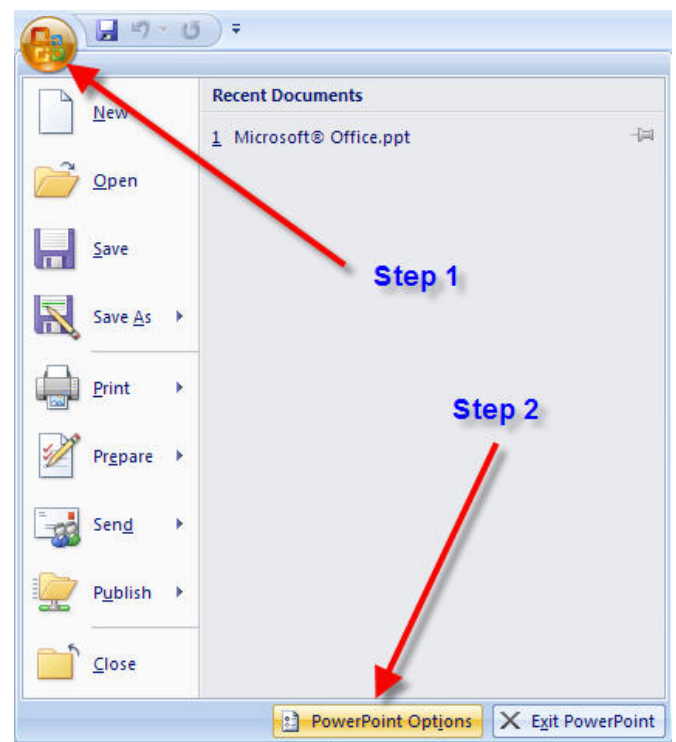 Recent Documents
New
1 Microsoft® Office.ppt
Open
Save
Step 1
Save As
Print
Step 2
Prepare
Send
Publish
Close
PowerPoint Options
Exit PowerPoint